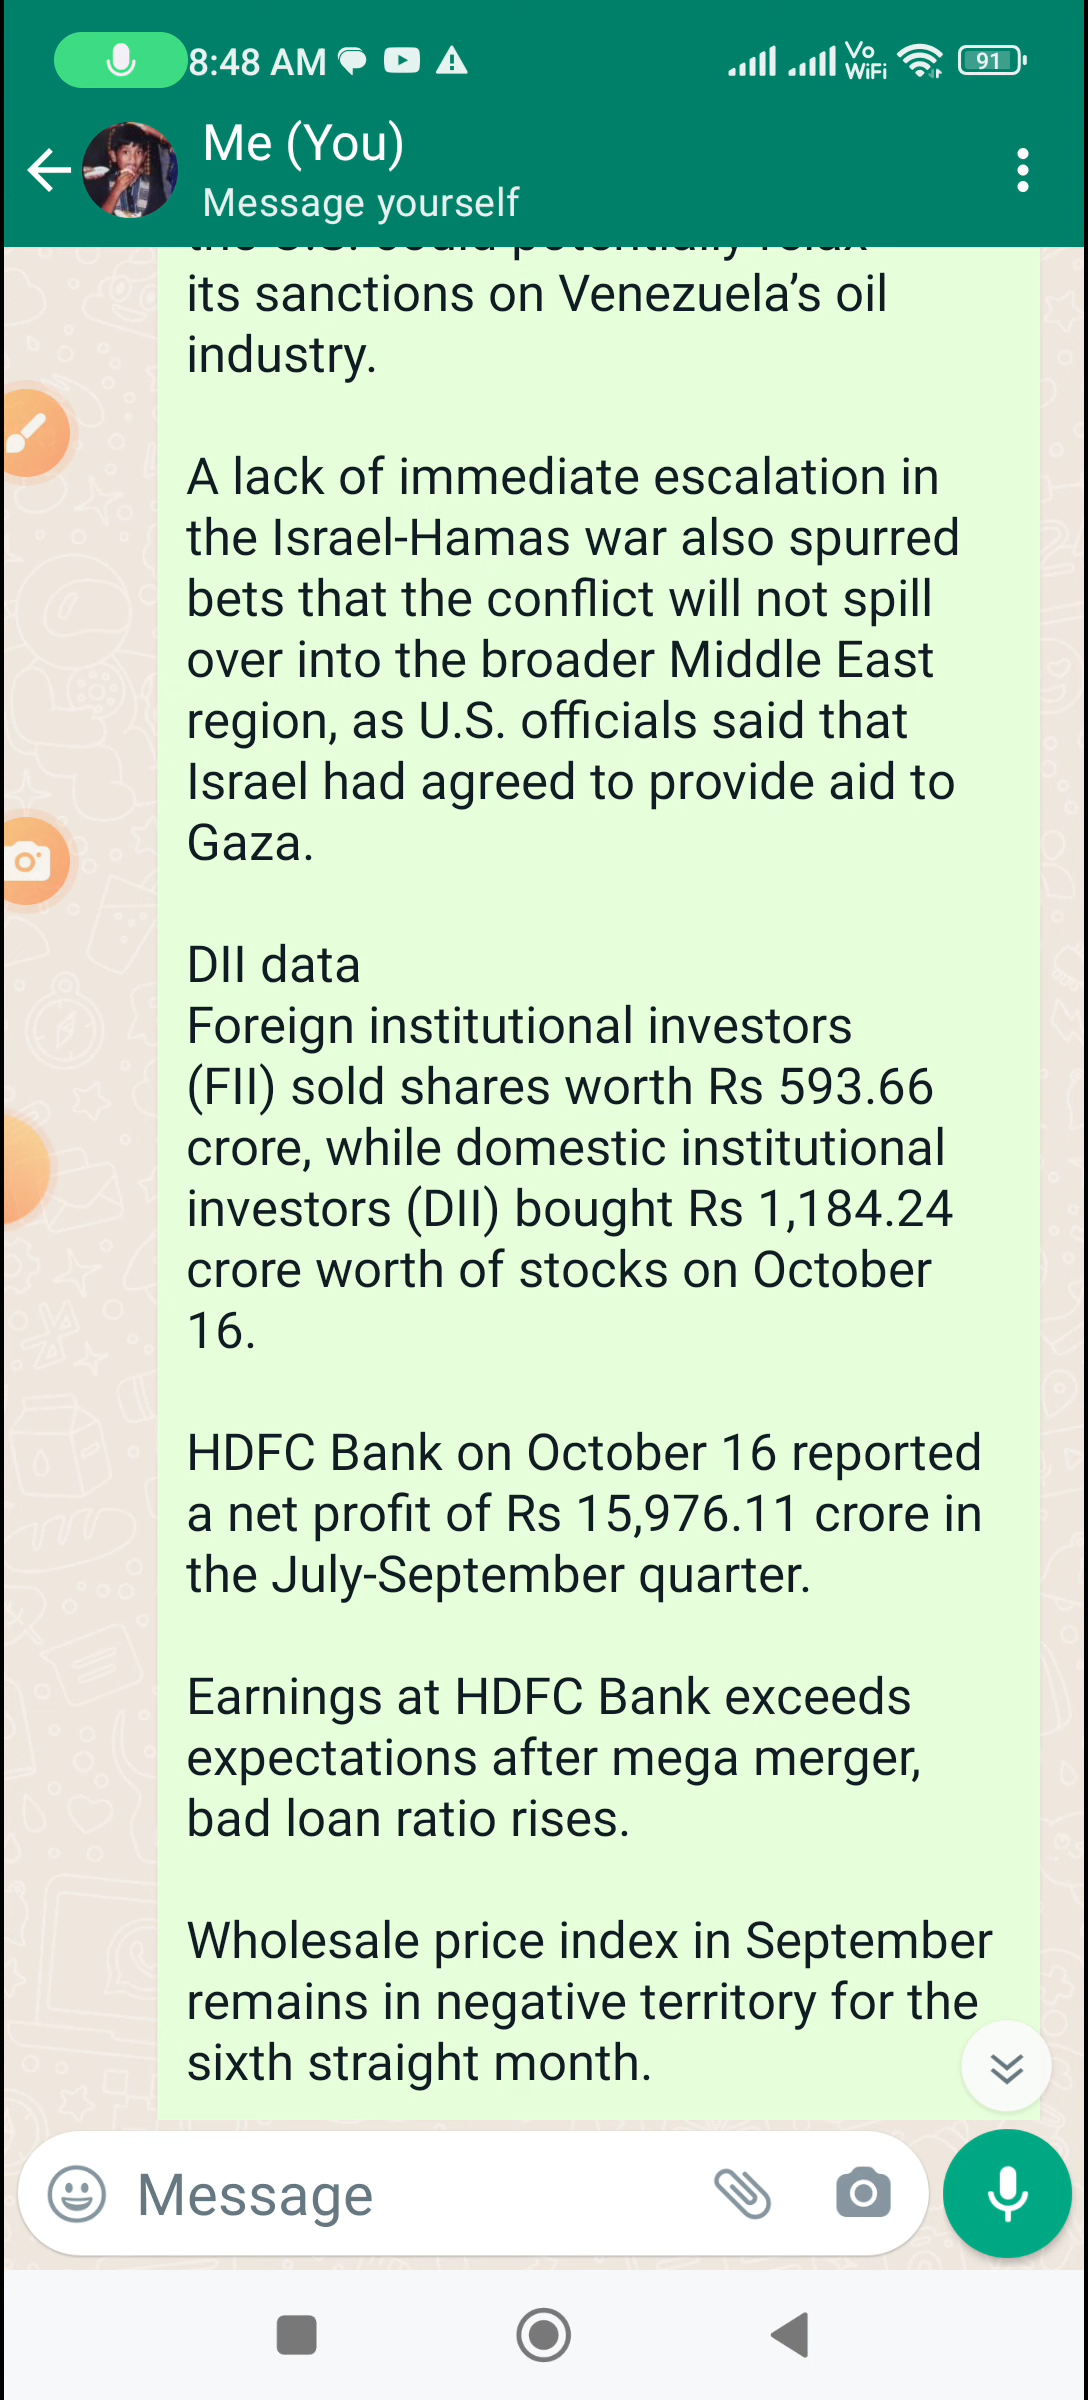 8:48 AM
Vo
WiFi
91
Me (You)
Message yourself
the U.S. could potentially relax
its sanctions on Venezuela’s oil
industry.
A lack of immediate escalation in
the Israel-Hamas war also spurred
bets that the conflict will not spill
over into the broader Middle East
region, as U.S. officials said that
Israel had agreed to provide aid to
Gaza.
DII data
Foreign institutional investors
(FII) sold shares worth Rs 593.66
crore, while domestic institutional
investors (DII) bought Rs 1,184.24
crore worth of stocks on October
16.
HDFC Bank on October 16 reported
a net profit of Rs 15,976.11 crore in
the July-September quarter.
Earnings at HDFC Bank exceeds
expectations after mega merger,
bad loan ratio rises.
Wholesale price index in September
remains in negative territory for the
sixth straight month.
Message